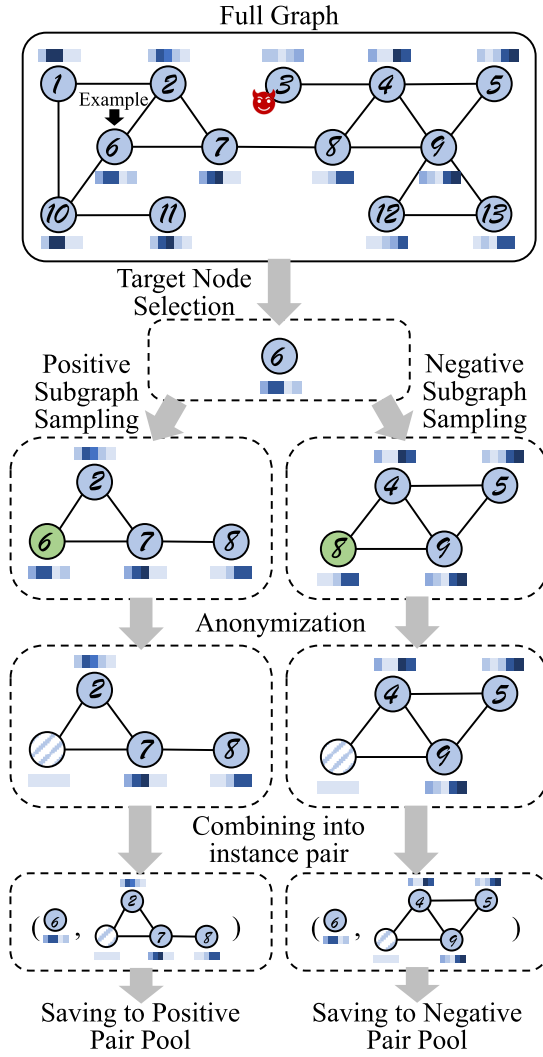 Full Graph
1 2 3 4 5
Example
6 7 8 9
10 11 12 13
Target Node
Selection
6
Positive
Subgraph
Sampling
Negative
Subgraph
Sampling
2
6 7 8
4 5
8 9
Anonymization
2
7 8
4 5
9
Combining into
instance pair
( 6 , 2 7 8 )
( 6 , 4 5 9 )
Saving to Positive
Pair Pool
Saving to Negative
Pair Pool